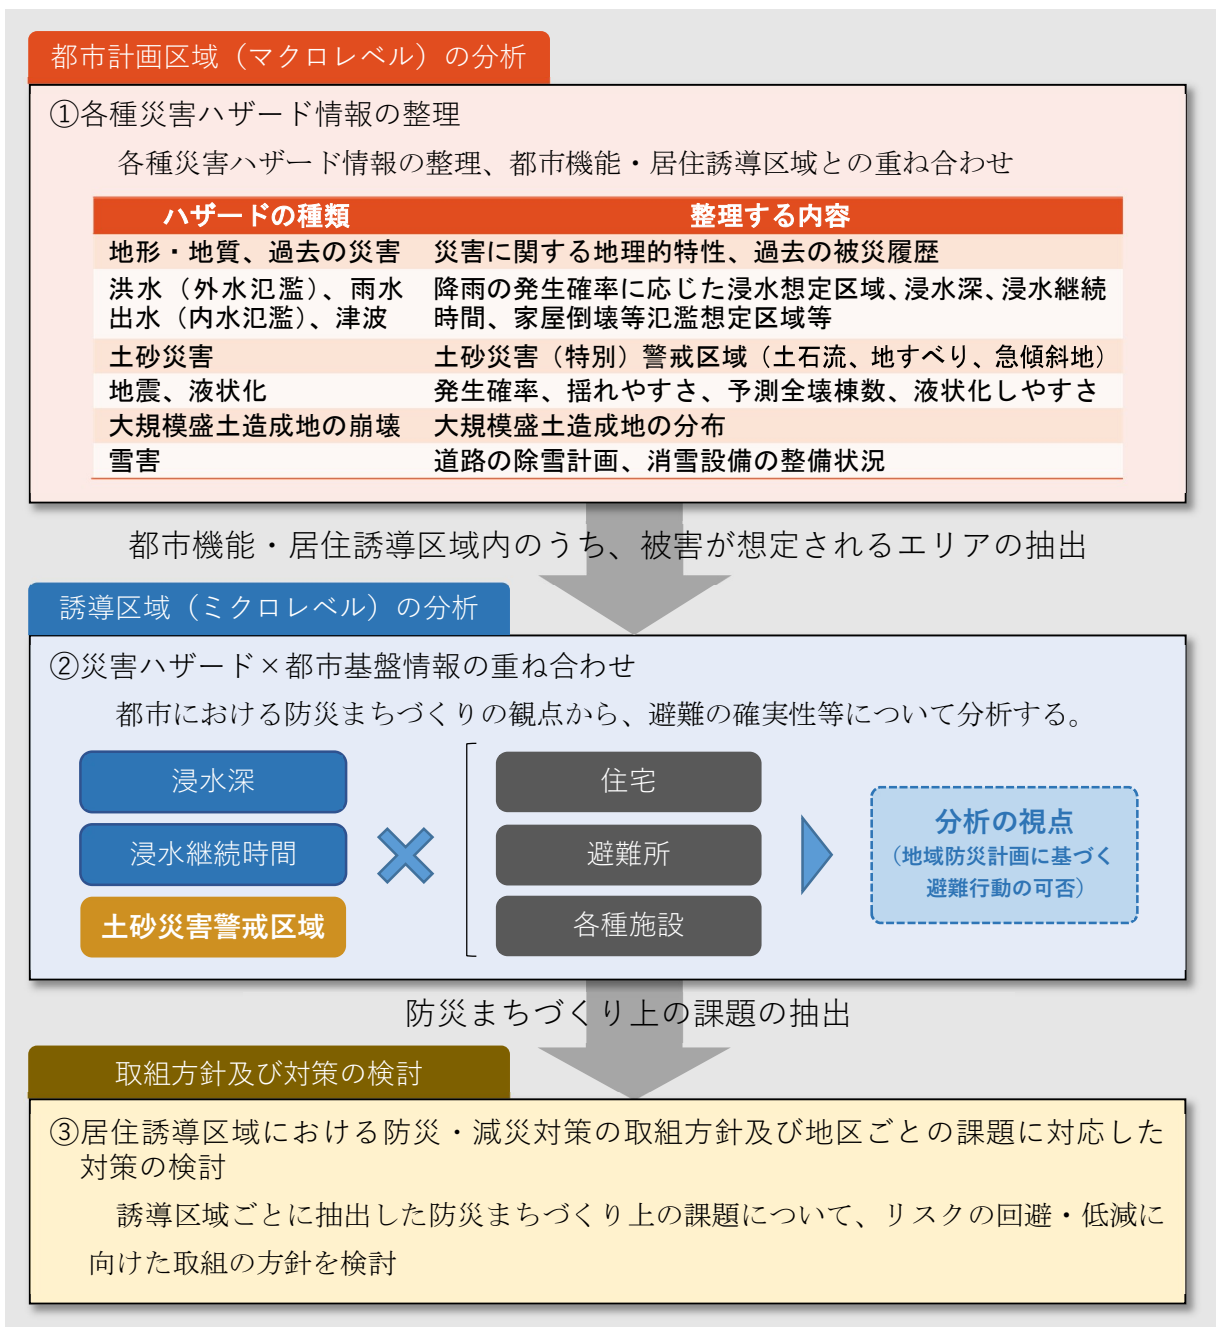 都市計画区域（マクロレベル）の分析
①各種災害ハザード情報の整理
各種災害ハザード情報の整理、都市機能・居住誘導区域との重ね合わせ
ハザードの種類 整理する内容
地形・地質、過去の災害 災害に関する地理的特性、過去の被災履歴
洪水（外水氾濫）、雨水 降雨の発生確率に応じた浸水想定区域、浸水深、浸水継続
出水（内水氾濫）、津波 時間、家屋倒壊等氾濫想定区域等
土砂災害 土砂災害（特別）警戒区域（土石流、地すべり、急傾斜地）
地震、液状化 発生確率、揺れやすさ、予測全壊棟数、液状化しやすさ
大規模盛土造成地の崩壊 大規模盛土造成地の分布
雪害 道路の除雪計画、消雪設備の整備状況
都市機能・居住誘導区域内のうち、被害が想定されるエリアの抽出
誘導区域（ミクロレベル）の分析
②災害ハザード×都市基盤情報の重ね合わせ
都市における防災まちづくりの観点から、避難の確実性等について分析する。
浸水深
浸水継続時間
土砂災害警戒区域
住宅
避難所
各種施設
分析の視点
（地域防災計画に基づく
避難行動の可否）
防災まちづくり上の課題の抽出
取組方針及び対策の検討
③居住誘導区域における防災・減災対策の取組方針及び地区ごとの課題に対応した
対策の検討
誘導区域ごとに抽出した防災まちづくり上の課題について、リスクの回避・低減に
向けた取組の方針を検討